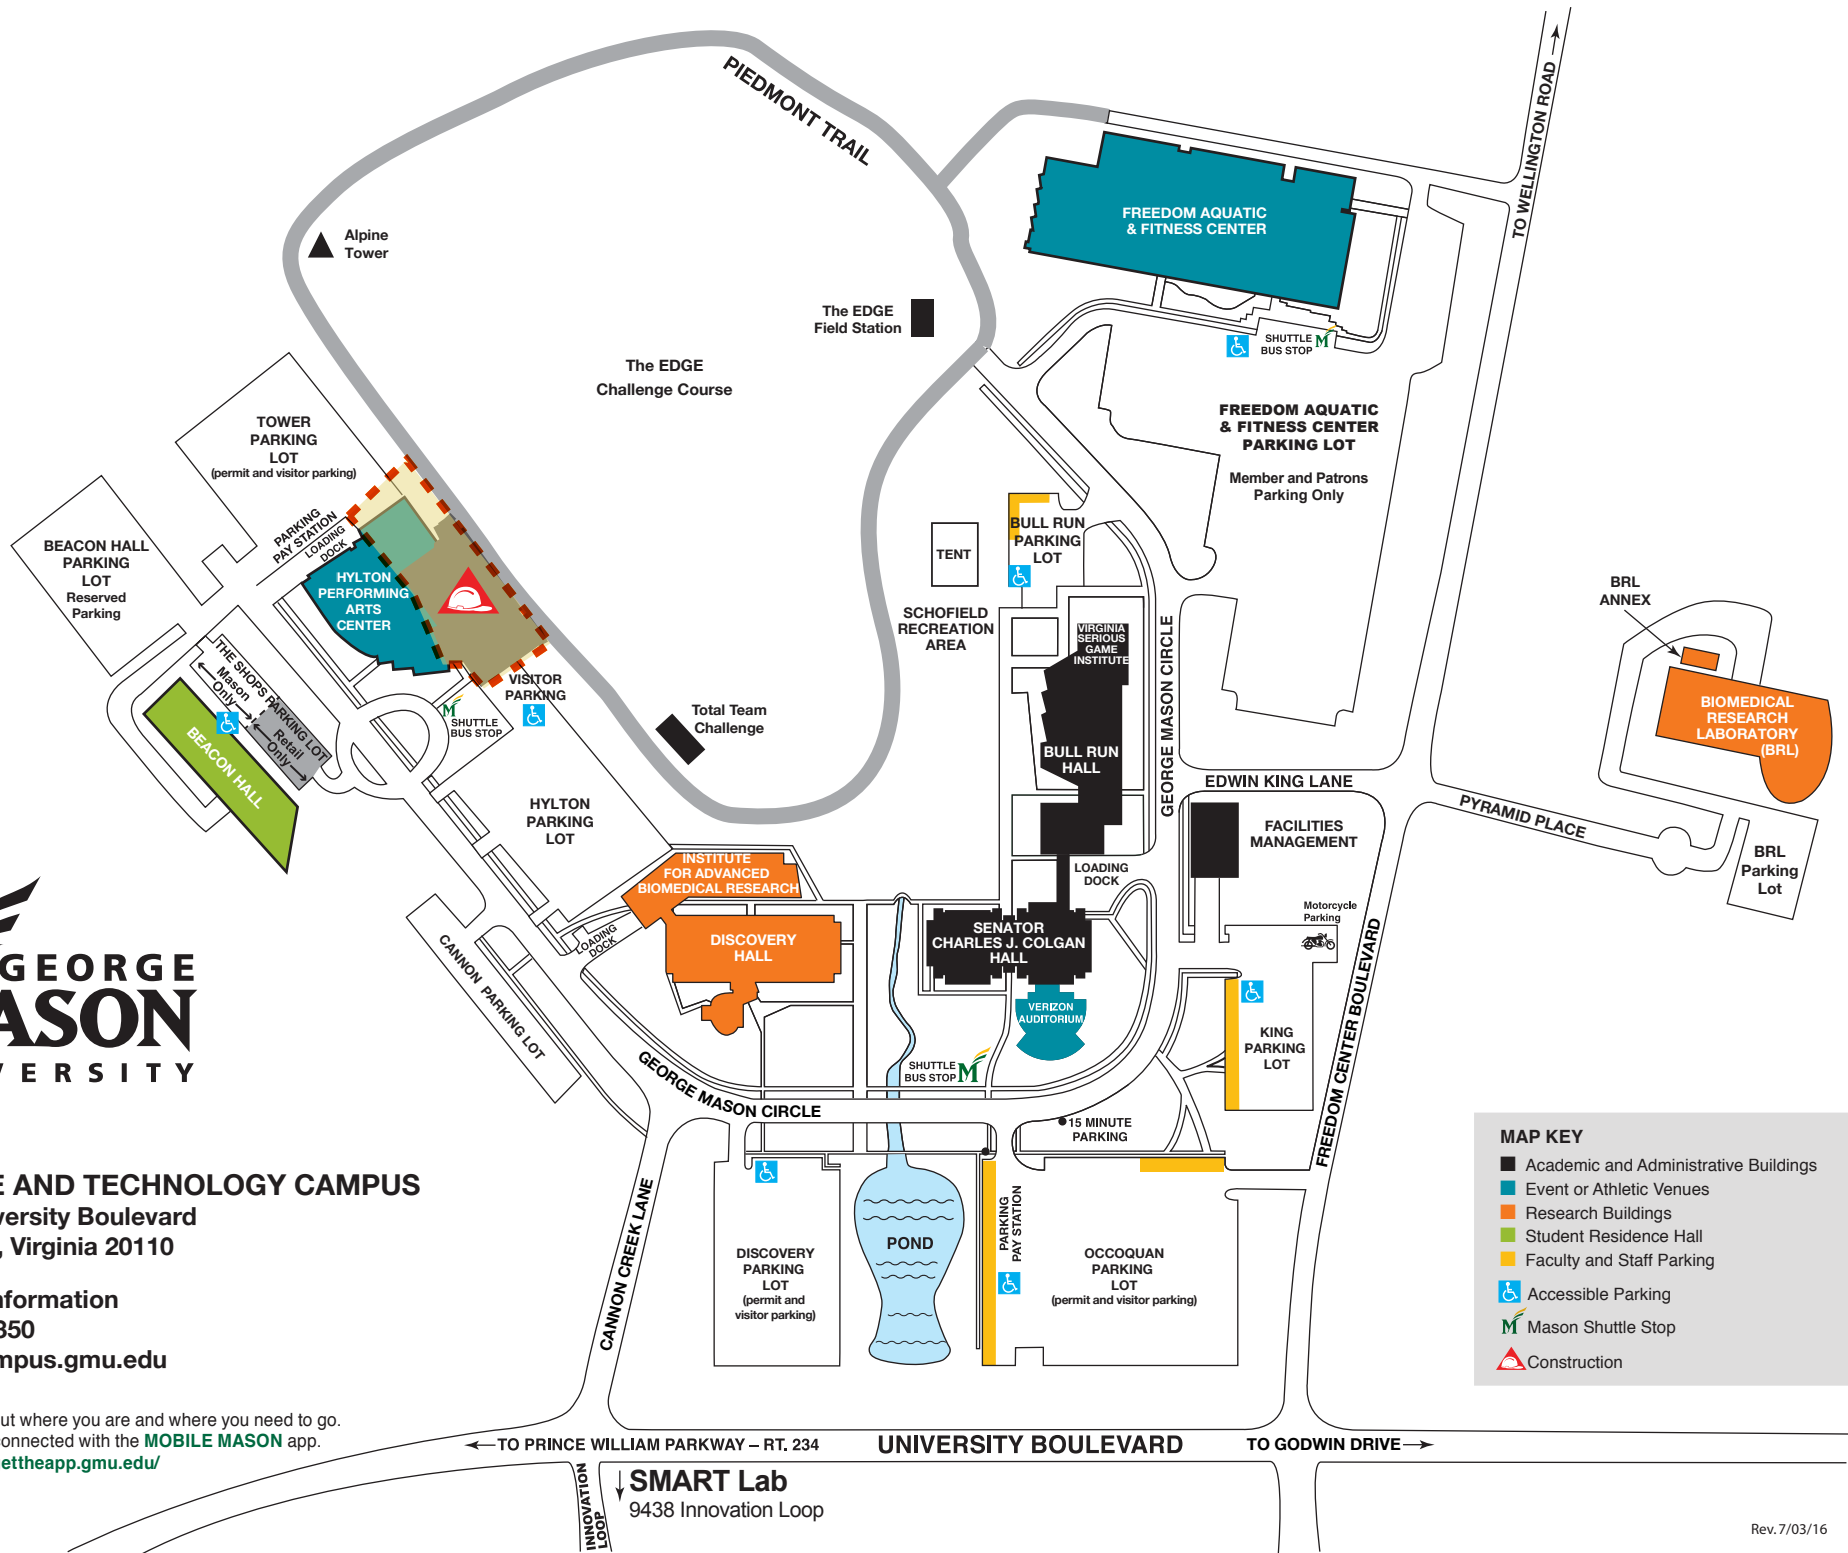 PIEDMONT TRAIL
TO WELLINGTON ROAD
FREEDOM AQUATIC
& FITNESS CENTER
Alpine
Tower
The EDGE
Field Station
SHUTTLE
BUS STOP
The EDGE
Challenge Course
FREEDOM AQUATIC
& FITNESS CENTER
PARKING LOT
Member and Patrons
Parking Only
TOWER
PARKING
LOT
(permit and visitor parking)
PARKING
PAY STATION
LOADING
DOCK
BEACON HALL
PARKING
LOT
Reserved
Parking
HYLTON
PERFORMING
ARTS
CENTER
TENT
BULL RUN
PARKING
LOT
SCHOFIELD
RECREATION
AREA
VIRGINIA
SERIOUS
GAME
INSTITUTE
GEORGE MASON CIRCLE
BRL
ANNEX
BIOMEDICAL
RESEARCH
LABORATORY
(BRL)
THE SHOPS PARKING LOT
Mason
Only
Retail
Only
BEACON HALL
VISITOR
PARKING
SHUTTLE
BUS STOP
Total Team
Challenge
BULL RUN
HALL
EDWIN KING LANE
PYRAMID PLACE
HYLTON
PARKING
LOT
FACILITIES
MANAGEMENT
BRL
Parking
Lot
INSTITUTE
FOR ADVANCED
BIOMEDICAL RESEARCH
LOADING
DOCK
Motorcycle
Parking
CANNON PARKING LOT
LOADING
DOCK
DISCOVERY
HALL
SENATOR
CHARLES J. COLGAN
HALL
VERIZON
AUDITORIUM
KING
PARKING
LOT
FREEDOM CENTER BOULEVARD
GEORGE
ASON
VERSITY
SHUTTLE
BUS STOP
M
GEORGE MASON CIRCLE
15 MINUTE
PARKING
E AND TECHNOLOGY CAMPUS
versity Boulevard
, Virginia 20110
nformation
350
mpus.gmu.edu
CANNON CREEK LANE
DISCOVERY
PARKING
LOT
(permit and
visitor parking)
POND
PARKING
PAY STATION
OCCOQUAN
PARKING
LOT
(permit and visitor parking)
MAP KEY
Academic and Administrative Buildings
Event or Athletic Venues
Research Buildings
Student Residence Hall
Faculty and Staff Parking
Accessible Parking
M Mason Shuttle Stop
Construction
ut where you are and where you need to go.
connected with the MOBILE MASON app.
ettheapp.gmu.edu/
TO PRINCE WILLIAM PARKWAY – RT. 234
UNIVERSITY BOULEVARD
TO GODWIN DRIVE
INNOVATION
LOOP
SMART Lab
9438 Innovation Loop
Rev.7/03/16